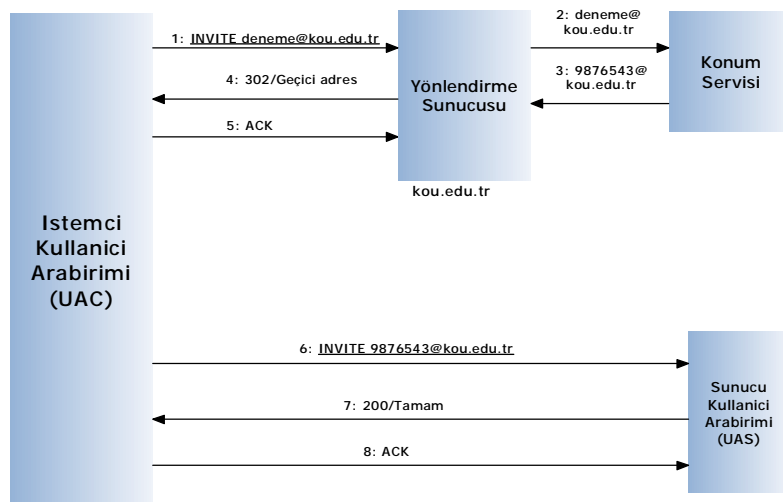 1: INVITE deneme@kou.edu.tr
2: deneme@
kou.edu.tr
4: 302/Geçici adres
3: 9876543@
kou.edu.tr
5: ACK
Yönlendirme
Sunucusu
Konum
Servisi
kou.edu.tr
Istemci
Kullanici
Arabirimi
(UAC)
6: INVITE 9876543@kou.edu.tr
7: 200/Tamam
8: ACK
Sunucu
Kullanici
Arabirimi
(UAS)